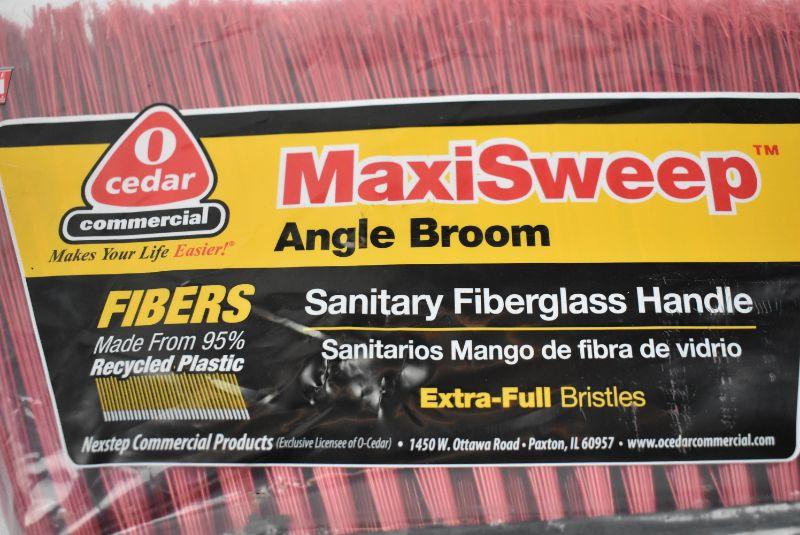 O
cedar
commercial
Makes Your Life Easier!®
MaxiSweep™
Angle Broom
FIBERS
Made From 95%
Recycled Plastic
Sanitary Fiberglass Handle
Sanitarios Mango de fibra de vidrio
Extra-Full Bristles
Nexstep Commercial Products (Exclusive Licensee of O-Cedar) • 1450 W. Ottawa Road • Paxton, IL 60957 • www.ocedarcommercial.com